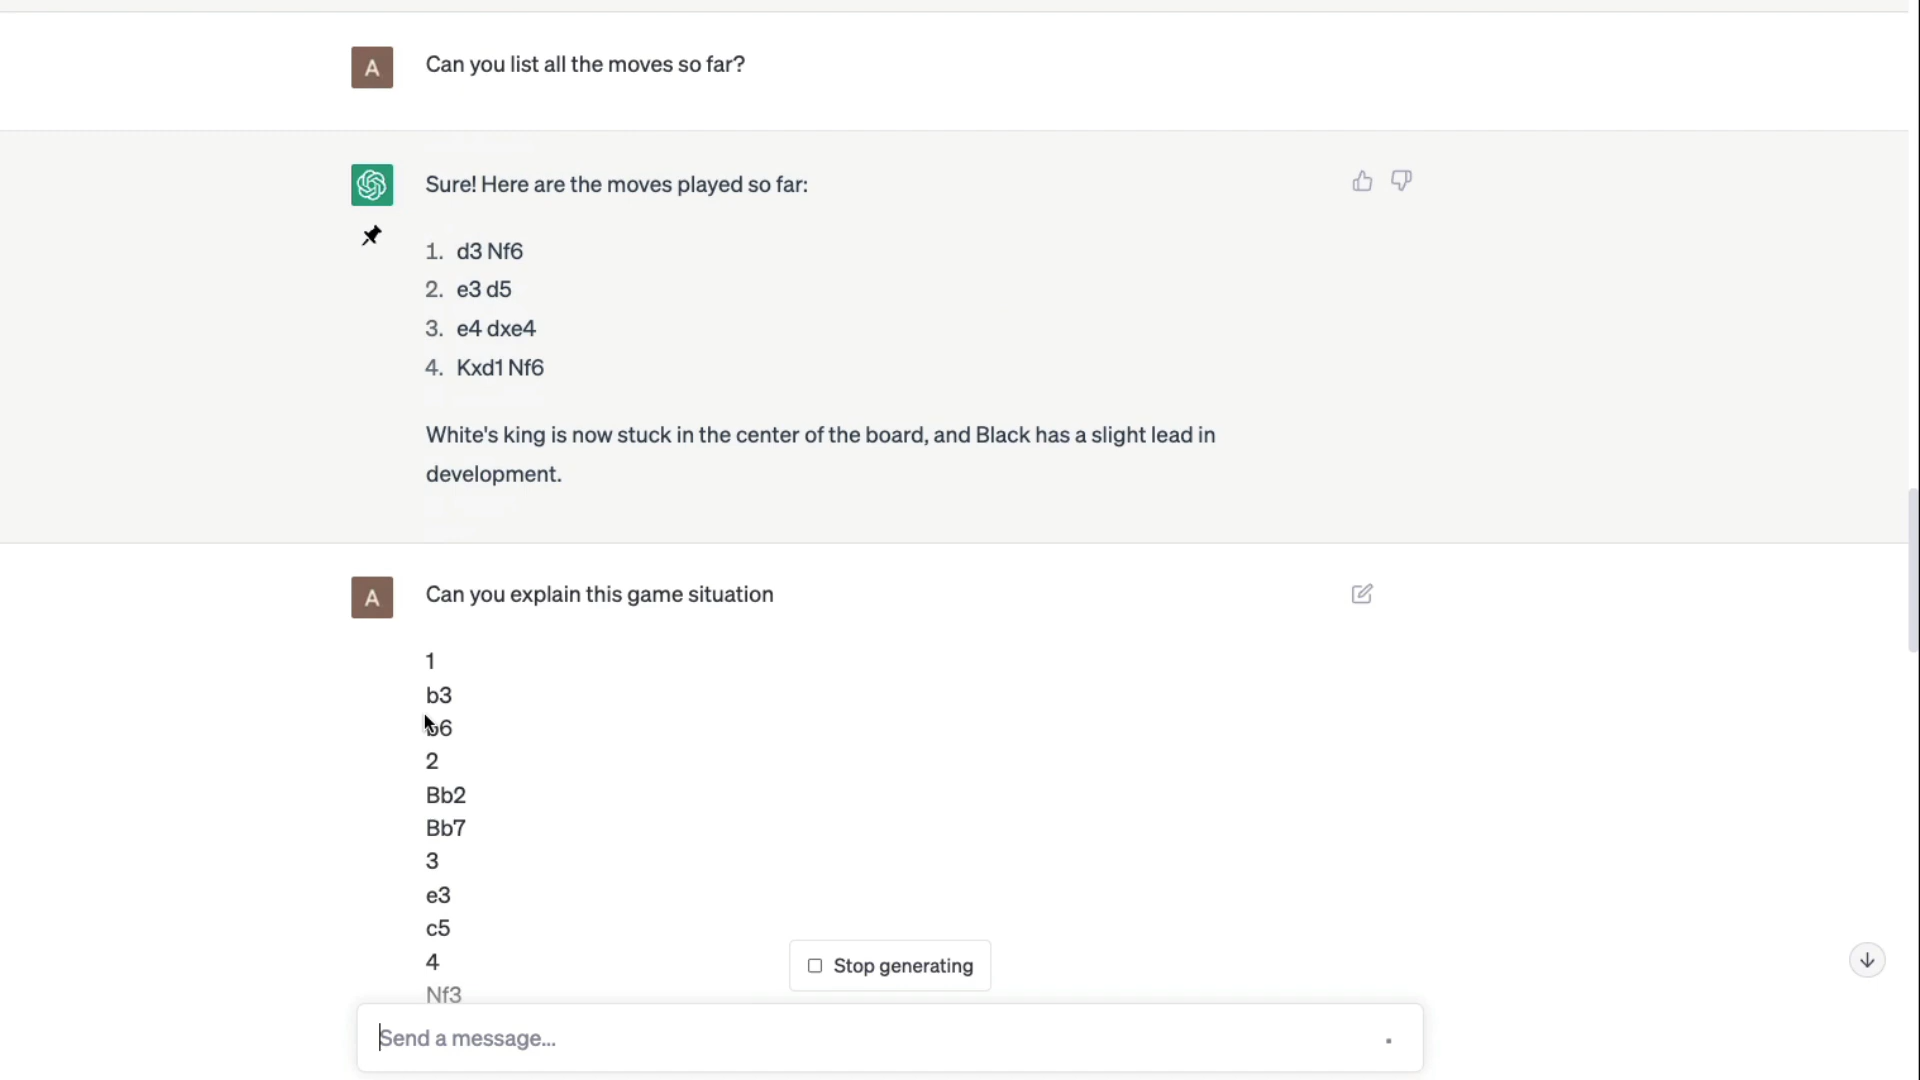 A
Can you list all the moves so far?
Sure! Here are the moves played so far:
1. d3 Nf6
2. e3 d5
3. e4 dxe4
4. Kxd1 Nf6
White's king is now stuck in the center of the board, and Black has a slight lead in
development.
A
Can you explain this game situation
1
b3
b6
2
Bb2
Bb7
3
e3
c5
4
Nf3
Stop generating
Send a message...